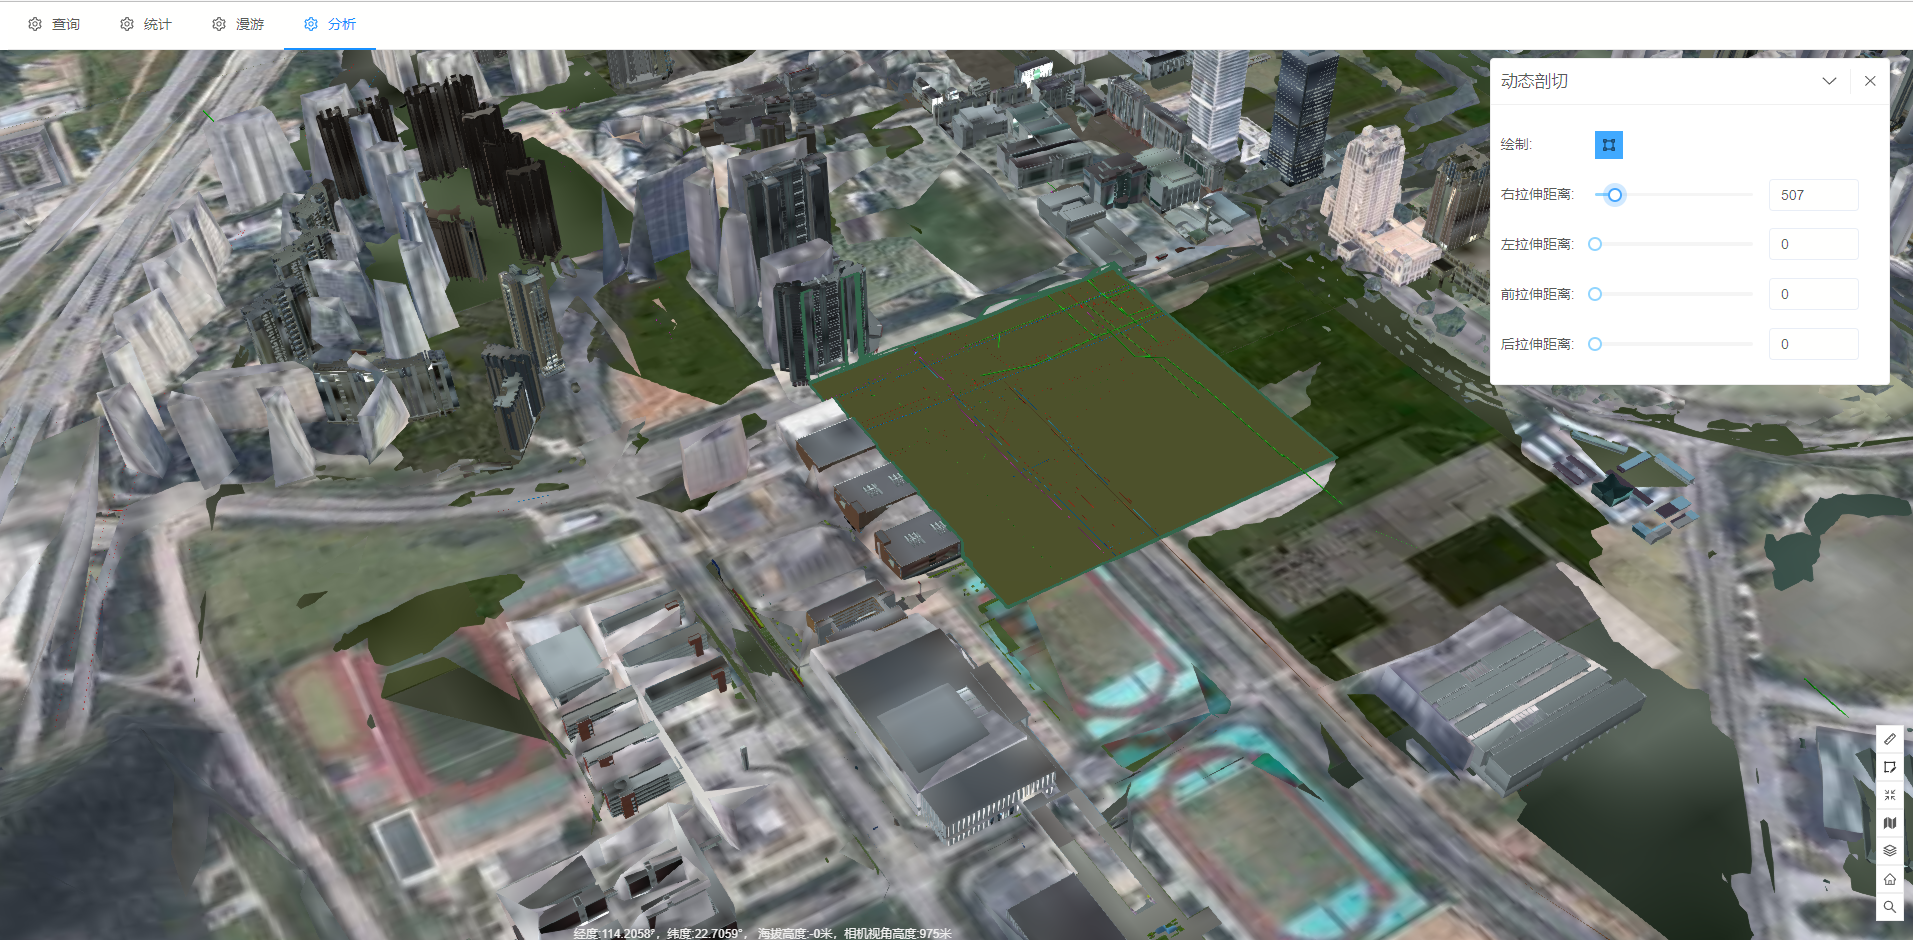 查询 统计 漫游 分析
动态剖切
绘制:
右拉伸距离: 507
左拉伸距离: 0
前拉伸距离: 0
后拉伸距离: 0
经度:114.2058°, 纬度:22.7059°, 海拔高度:-0米, 相机视角高度:975米